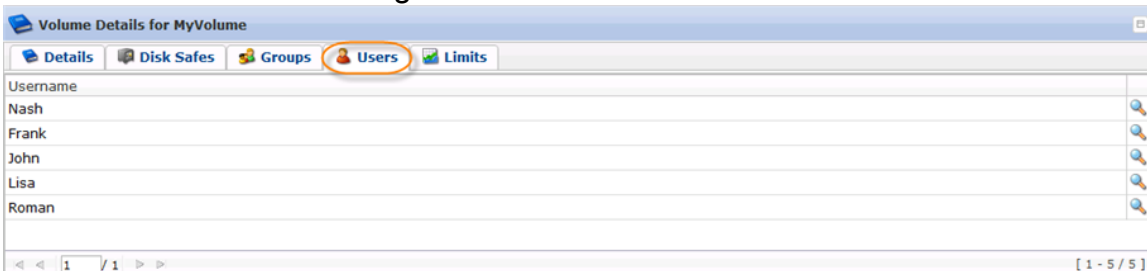 Volume Details for MyVolume
Details Disk Safes Groups Users Limits
Username
Nash
Frank
John
Lisa
Roman
1 / 1 [ 1 - 5 / 5 ]